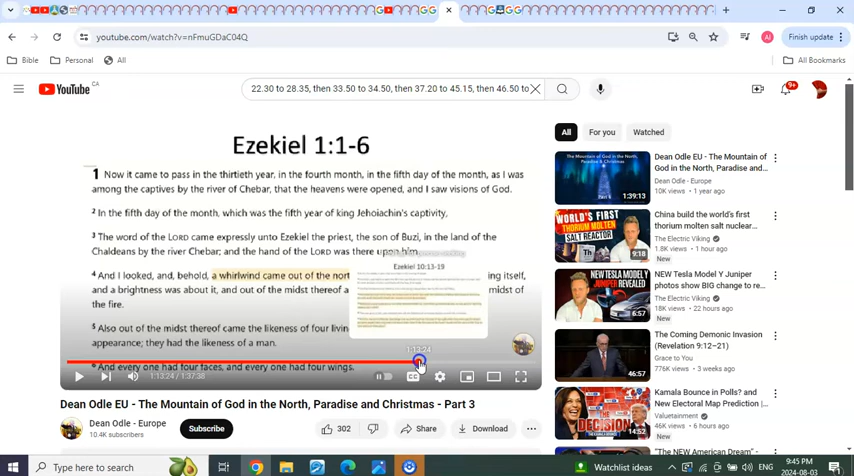 Finish update
youtube.com/watch?v=nFmuGDaC04Q
AI
Bible
Personal
All
All Bookmarks
YouTube CA
22.30 to 28.35, then 33.50 to 34.50, then 37.20 to 45.15, then 46.50 to
9+
Ezekiel 1:1-6
1 Now it came to pass in the thirtieth year, in the fourth month, in the fifth day of the month, as I was
among the captives by the river of Chebar, that the heavens were opened, and I saw visions of God.
2 In the fifth day of the month, which was the fifth year of king Jehoiachin's captivity,
3 The word of the LORD came expressly unto Ezekiel the priest, the son of Buzi, in the land of the
Chaldeans by the river Chebar; and the hand of the LORD was there upon him.
4 And I looked, and, behold, a whirlwind came out of the nort
ing itself,
and a brightness was about it, and out of the midst thereof a
midst of
the fire.
5 Also out of the midst thereof came the likeness of four livin
appearance; they had the likeness of a man.
6 And every one had four faces, and every one had four wings.
Ezekiel 10:13-19
1:13:24
1:13:24 / 1:37:38
CC
Dean Odle EU - The Mountain of God in the North, Paradise and Christmas - Part 3
Dean Odle - Europe
10.4K subscribers
Subscribe
302
Share
Download
All
For you
Watched
The Mountain of God in the North,
Paradise & Christmas
Part 6
1:39:13
Dean Odle EU - The Mountain of
God in the North, Paradise and...
Dean Odle - Europe
10K views • 1 year ago
WORLD'S FIRST
THORIUM MOLTEN
SALT REACTOR
Th
9:18
China build the world's first
thorium molten salt nuclear...
The Electric Viking
1.8K views • 1 hour ago
New
NEW TESLA
MODEL Y
JUNIPER
REVEALED
6:57
NEW Tesla Model Y Juniper
photos show BIG change to re...
The Electric Viking
18K views • 22 hours ago
New
46:57
The Coming Demonic Invasion
(Revelation 9:12–21)
Grace to You
776K views • 3 weeks ago
THE
DECISION
14:52
Kamala Bounce in Polls? and
New Electoral Map Prediction |...
Valuetainment
46K views • 6 hours ago
New
"The NEW American Dream" -
Type here to search
Watchlist ideas
ENG
9:45 PM
2024-08-03